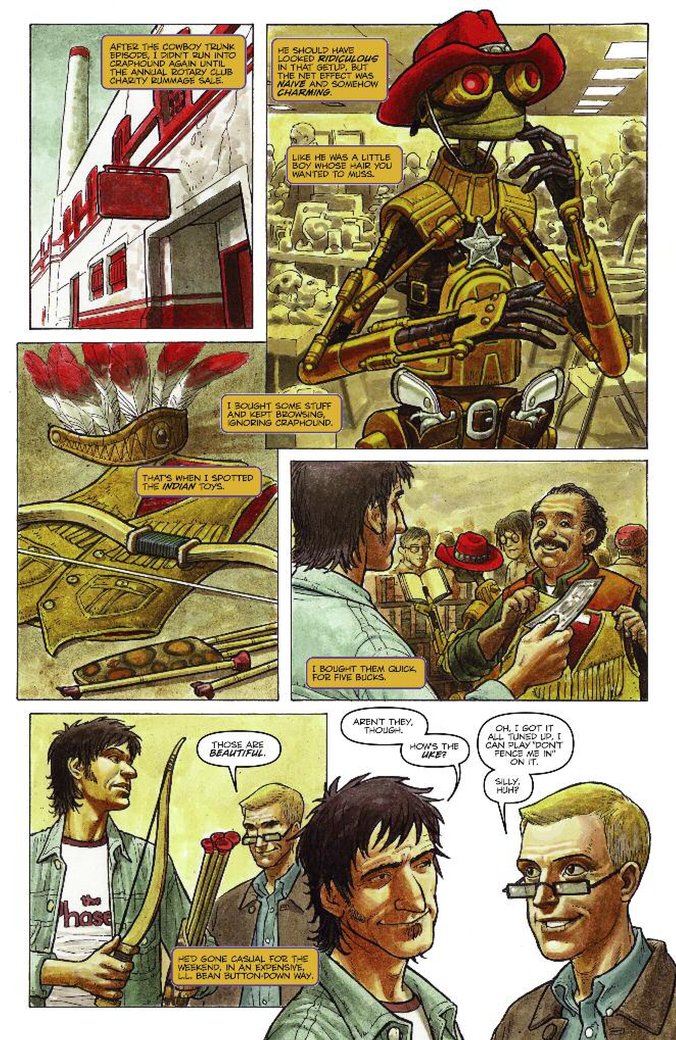 AFTER THE COWBOY TRUNK
EPISODE, I DIDN'T RUN INTO
CRAPHOUND AGAIN UNTIL
THE ANNUAL ROTARY CLUB
CHARITY RUMMAGE SALE.
HE SHOULD HAVE
LOOKED RIDICULOUS
IN THAT GETUP, BUT
THE NET EFFECT WAS
NAIVE AND SOMEHOW
CHARMING.
LIKE HE WAS A LITTLE
BOY WHOSE HAIR YOU
WANTED TO MUSS.
I BOUGHT SOME STUFF
AND KEPT BROWSING,
IGNORING CRAPHOUND.
THAT'S WHEN I SPOTTED
THE INDIAN TOYS.
I BOUGHT THEM QUICK,
FOR FIVE BUCKS.
THOSE ARE
BEAUTIFUL.
the
Phase
HE'D GONE CASUAL FOR THE
WEEKEND, IN AN EXPENSIVE,
L.L. BEAN BUTTON-DOWN WAY.
AREN'T THEY,
THOUGH.
HOW'S THE
UKE?
OH, I GOT IT
ALL TUNED UP, I
CAN PLAY "DON'T
FENCE ME IN"
ON IT.
SILLY,
HUH?